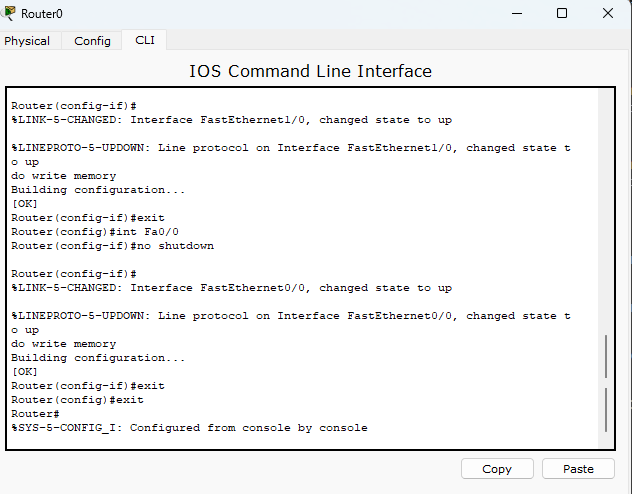 Router0
Physical Config CLI
IOS Command Line Interface
Router(config-if)#
%LINK-5-CHANGED: Interface FastEthernet1/0, changed state to up
%LINEPROTO-5-UPDOWN: Line protocol on Interface FastEthernet1/0, changed state t
o up
do write memory
Building configuration...
[OK]
Router(config-if)#exit
Router(config)#int Fa0/0
Router(config-if)#no shutdown
Router(config-if)#
%LINK-5-CHANGED: Interface FastEthernet0/0, changed state to up
%LINEPROTO-5-UPDOWN: Line protocol on Interface FastEthernet0/0, changed state t
o up
do write memory
Building configuration...
[OK]
Router(config-if)#exit
Router(config)#exit
Router#
%SYS-5-CONFIG_I: Configured from console by console
Copy Paste